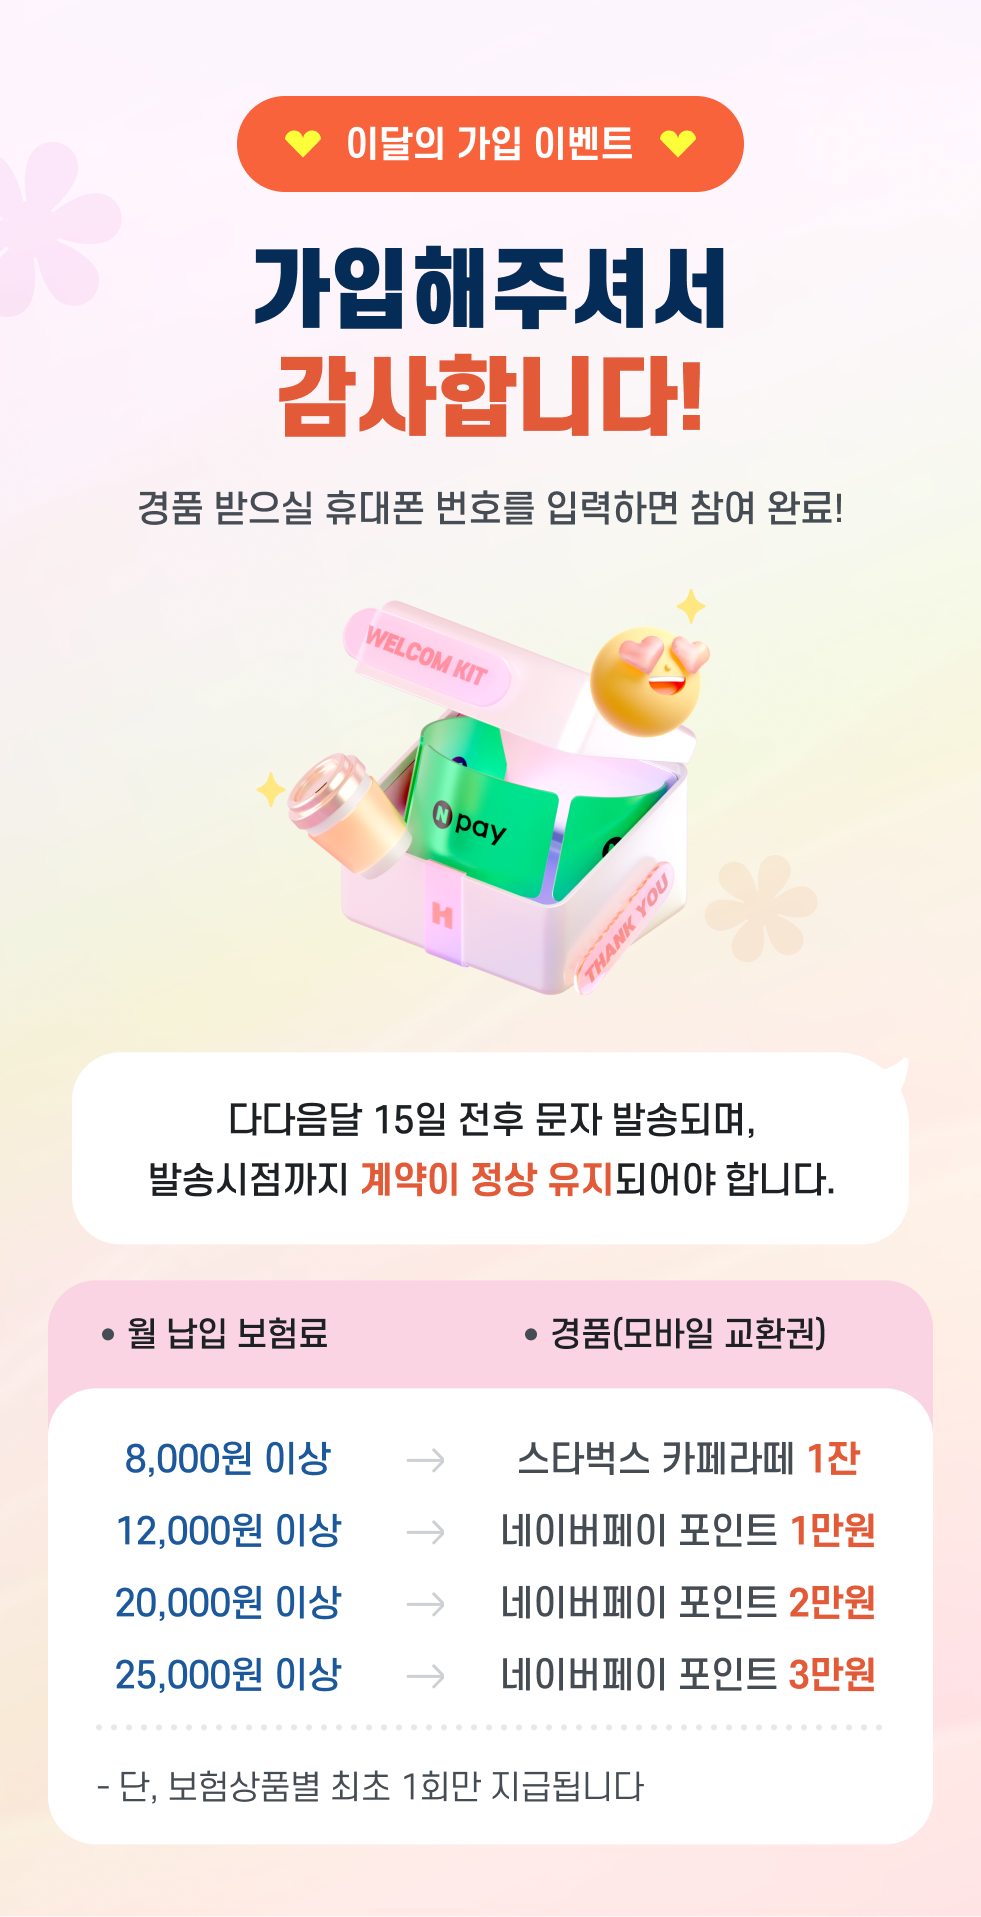 이달의 가입 이벤트
가입해주셔서
감사합니다!
경품 받으실 휴대폰 번호를 입력하면 참여 완료!
WELCOM KIT
N pay
N
H
THANK YOU
다다음달 15일 전후 문자 발송되며,
발송시점까지 계약이 정상 유지되어야 합니다.
• 월 납입 보험료 • 경품(모바일 교환권)
8,000원 이상 → 스타벅스 카페라떼 1잔
12,000원 이상 → 네이버페이 포인트 1만원
20,000원 이상 → 네이버페이 포인트 2만원
25,000원 이상 → 네이버페이 포인트 3만원
- 단, 보험상품별 최초 1회만 지급됩니다